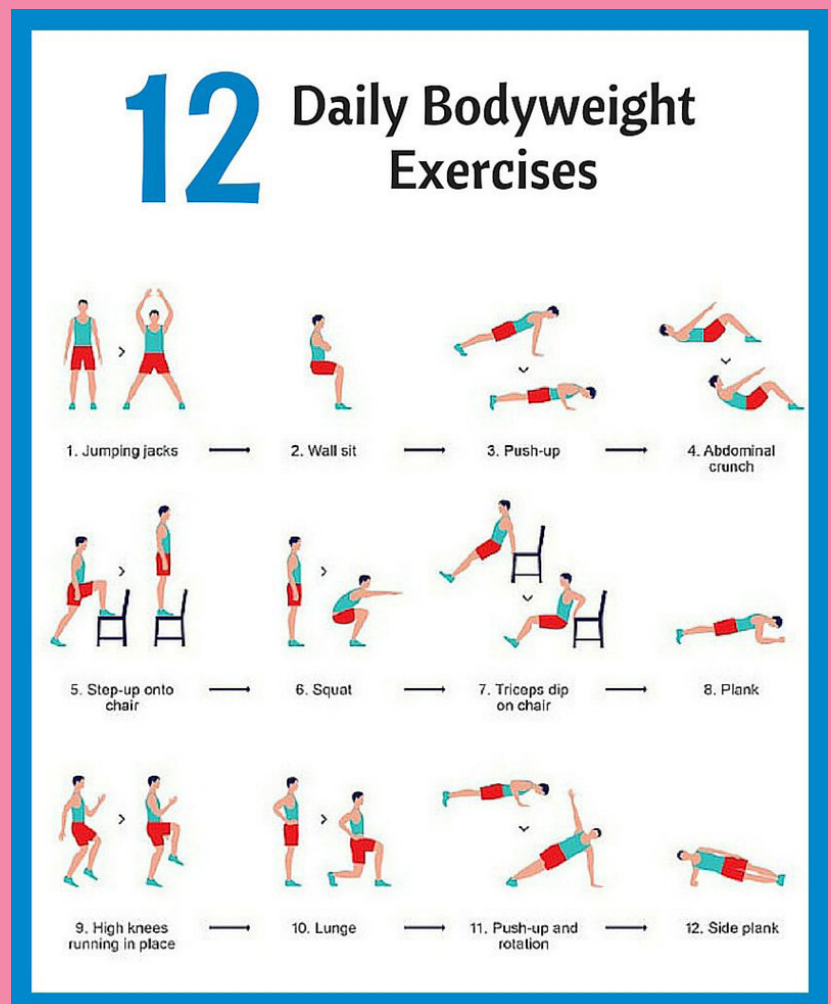 12 Daily Bodyweight
Exercises
1. Jumping jacks
2. Wall sit
3. Push-up
4. Abdominal
crunch
5. Step-up onto
chair
6. Squat
7. Triceps dip
on chair
8. Plank
9. High knees
running in place
10. Lunge
11. Push-up and
rotation
12. Side plank